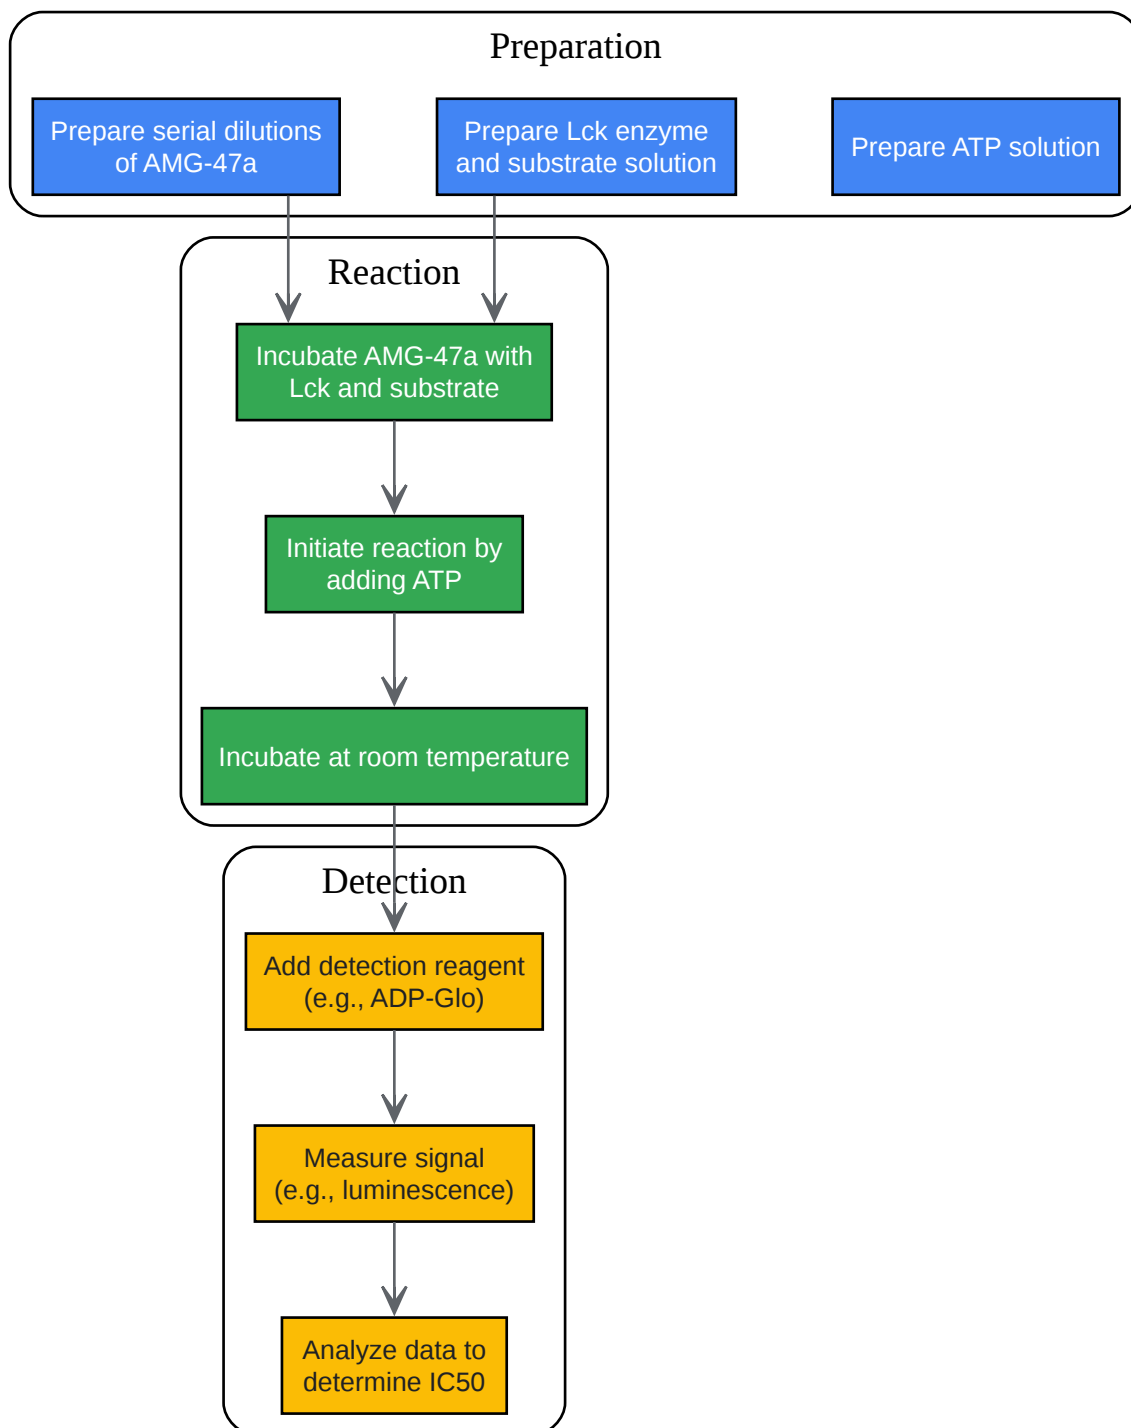 Preparation
Prepare serial dilutions
of AMG-47a
Prepare Lck enzyme
and substrate solution
Prepare ATP solution
Reaction
Incubate AMG-47a with
Lck and substrate
Initiate reaction by
adding ATP
Incubate at room temperature
Detection
Add detection reagent
(e.g., ADP-Glo)
Measure signal
(e.g., luminescence)
Analyze data to
determine IC50